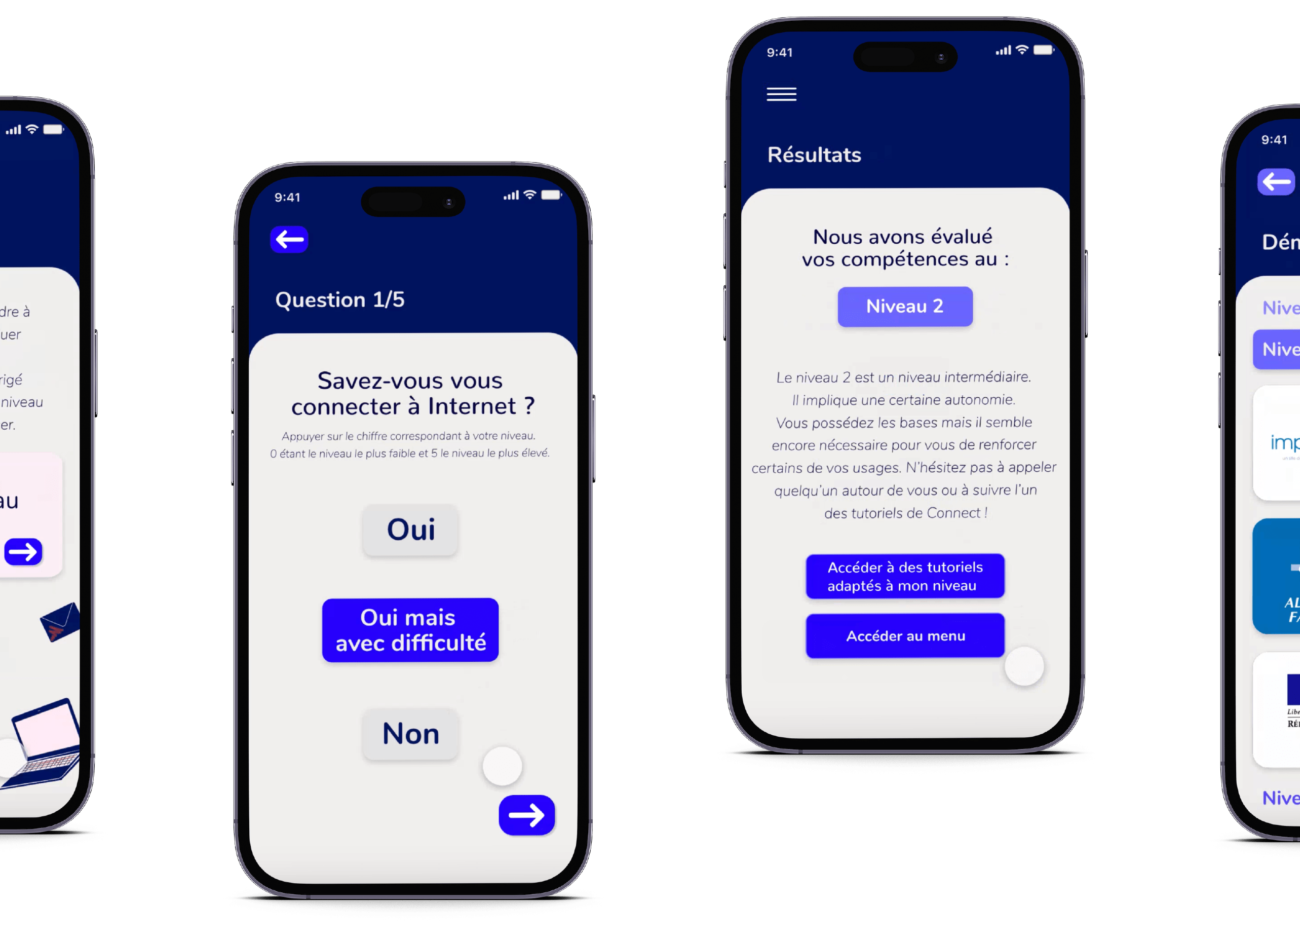 dre à
uer
rigé
niveau
er.
au
9:41
Question 1/5
Savez-vous vous
connecter à Internet ?
Appuyer sur le chiffre correspondant à votre niveau.
0 étant le niveau le plus faible et 5 le niveau le plus élevé.
Oui
Oui mais
avec difficulté
Non
9:41
Résultats
Nous avons évalué
vos compétences au :
Niveau 2
Le niveau 2 est un niveau intermédiaire.
Il implique une certaine autonomie.
Vous possédez les bases mais il semble
encore nécessaire pour vous de renforcer
certains de vos usages. N'hésitez pas à appeler
quelqu'un autour de vous ou à suivre l'un
des tutoriels de Connect !
Accéder à des tutoriels
adaptés à mon niveau
Accéder au menu
9:41
Dém
Nive
Nive
imp
AL
FA
Libe
RÉ
Nive